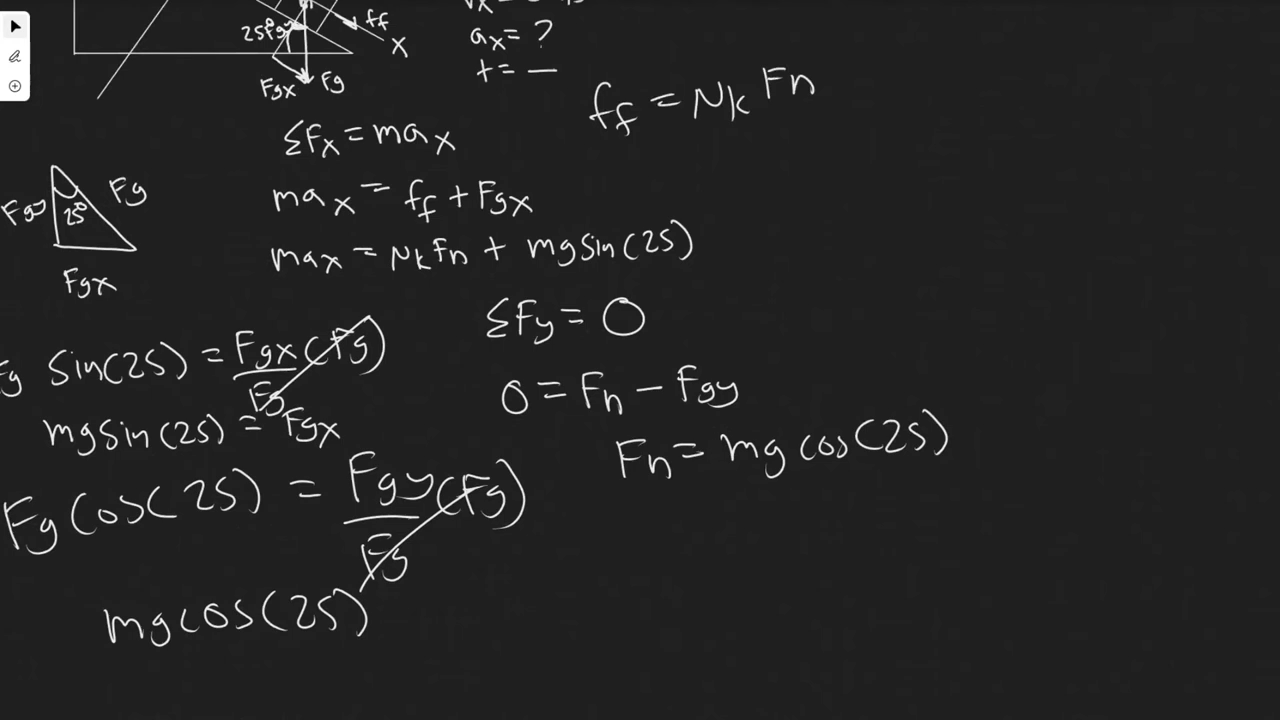 25° Fgy
ff
x
Fgx Fg
ax = ?
t = —
ff = μk Fn
ΣFx = max
max = ff + Fgx
max = μkFn + mgsin(25)
Fgy 25° Fg
Fgx
ΣFy = 0
0 = Fn - Fgy
Fn = mg cos(25)
Fg Sin(25) = Fgx (Fg)
Fg
mgsin(25) = Fgx
Fg Cos(25) = Fgy (Fg)
Fg
mgcos(25)